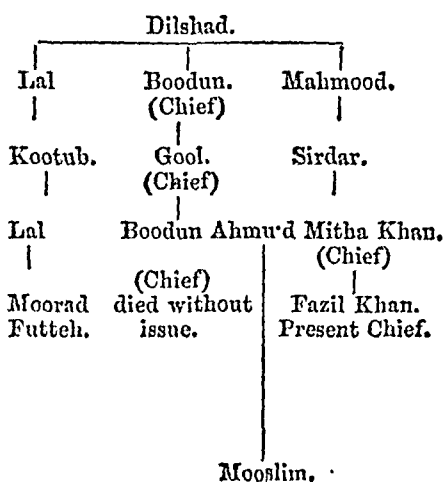 Dilshad.
Lal Boodun. Mahmood.
(Chief)
Kootub. Gool. Sirdar.
(Chief)
Lal Boodun Ahmu'd Mitha Khan.
(Chief)
(Chief)
Moorad died without Fazil Khan.
Futteh. issue. Present Chief.
Mooslim.